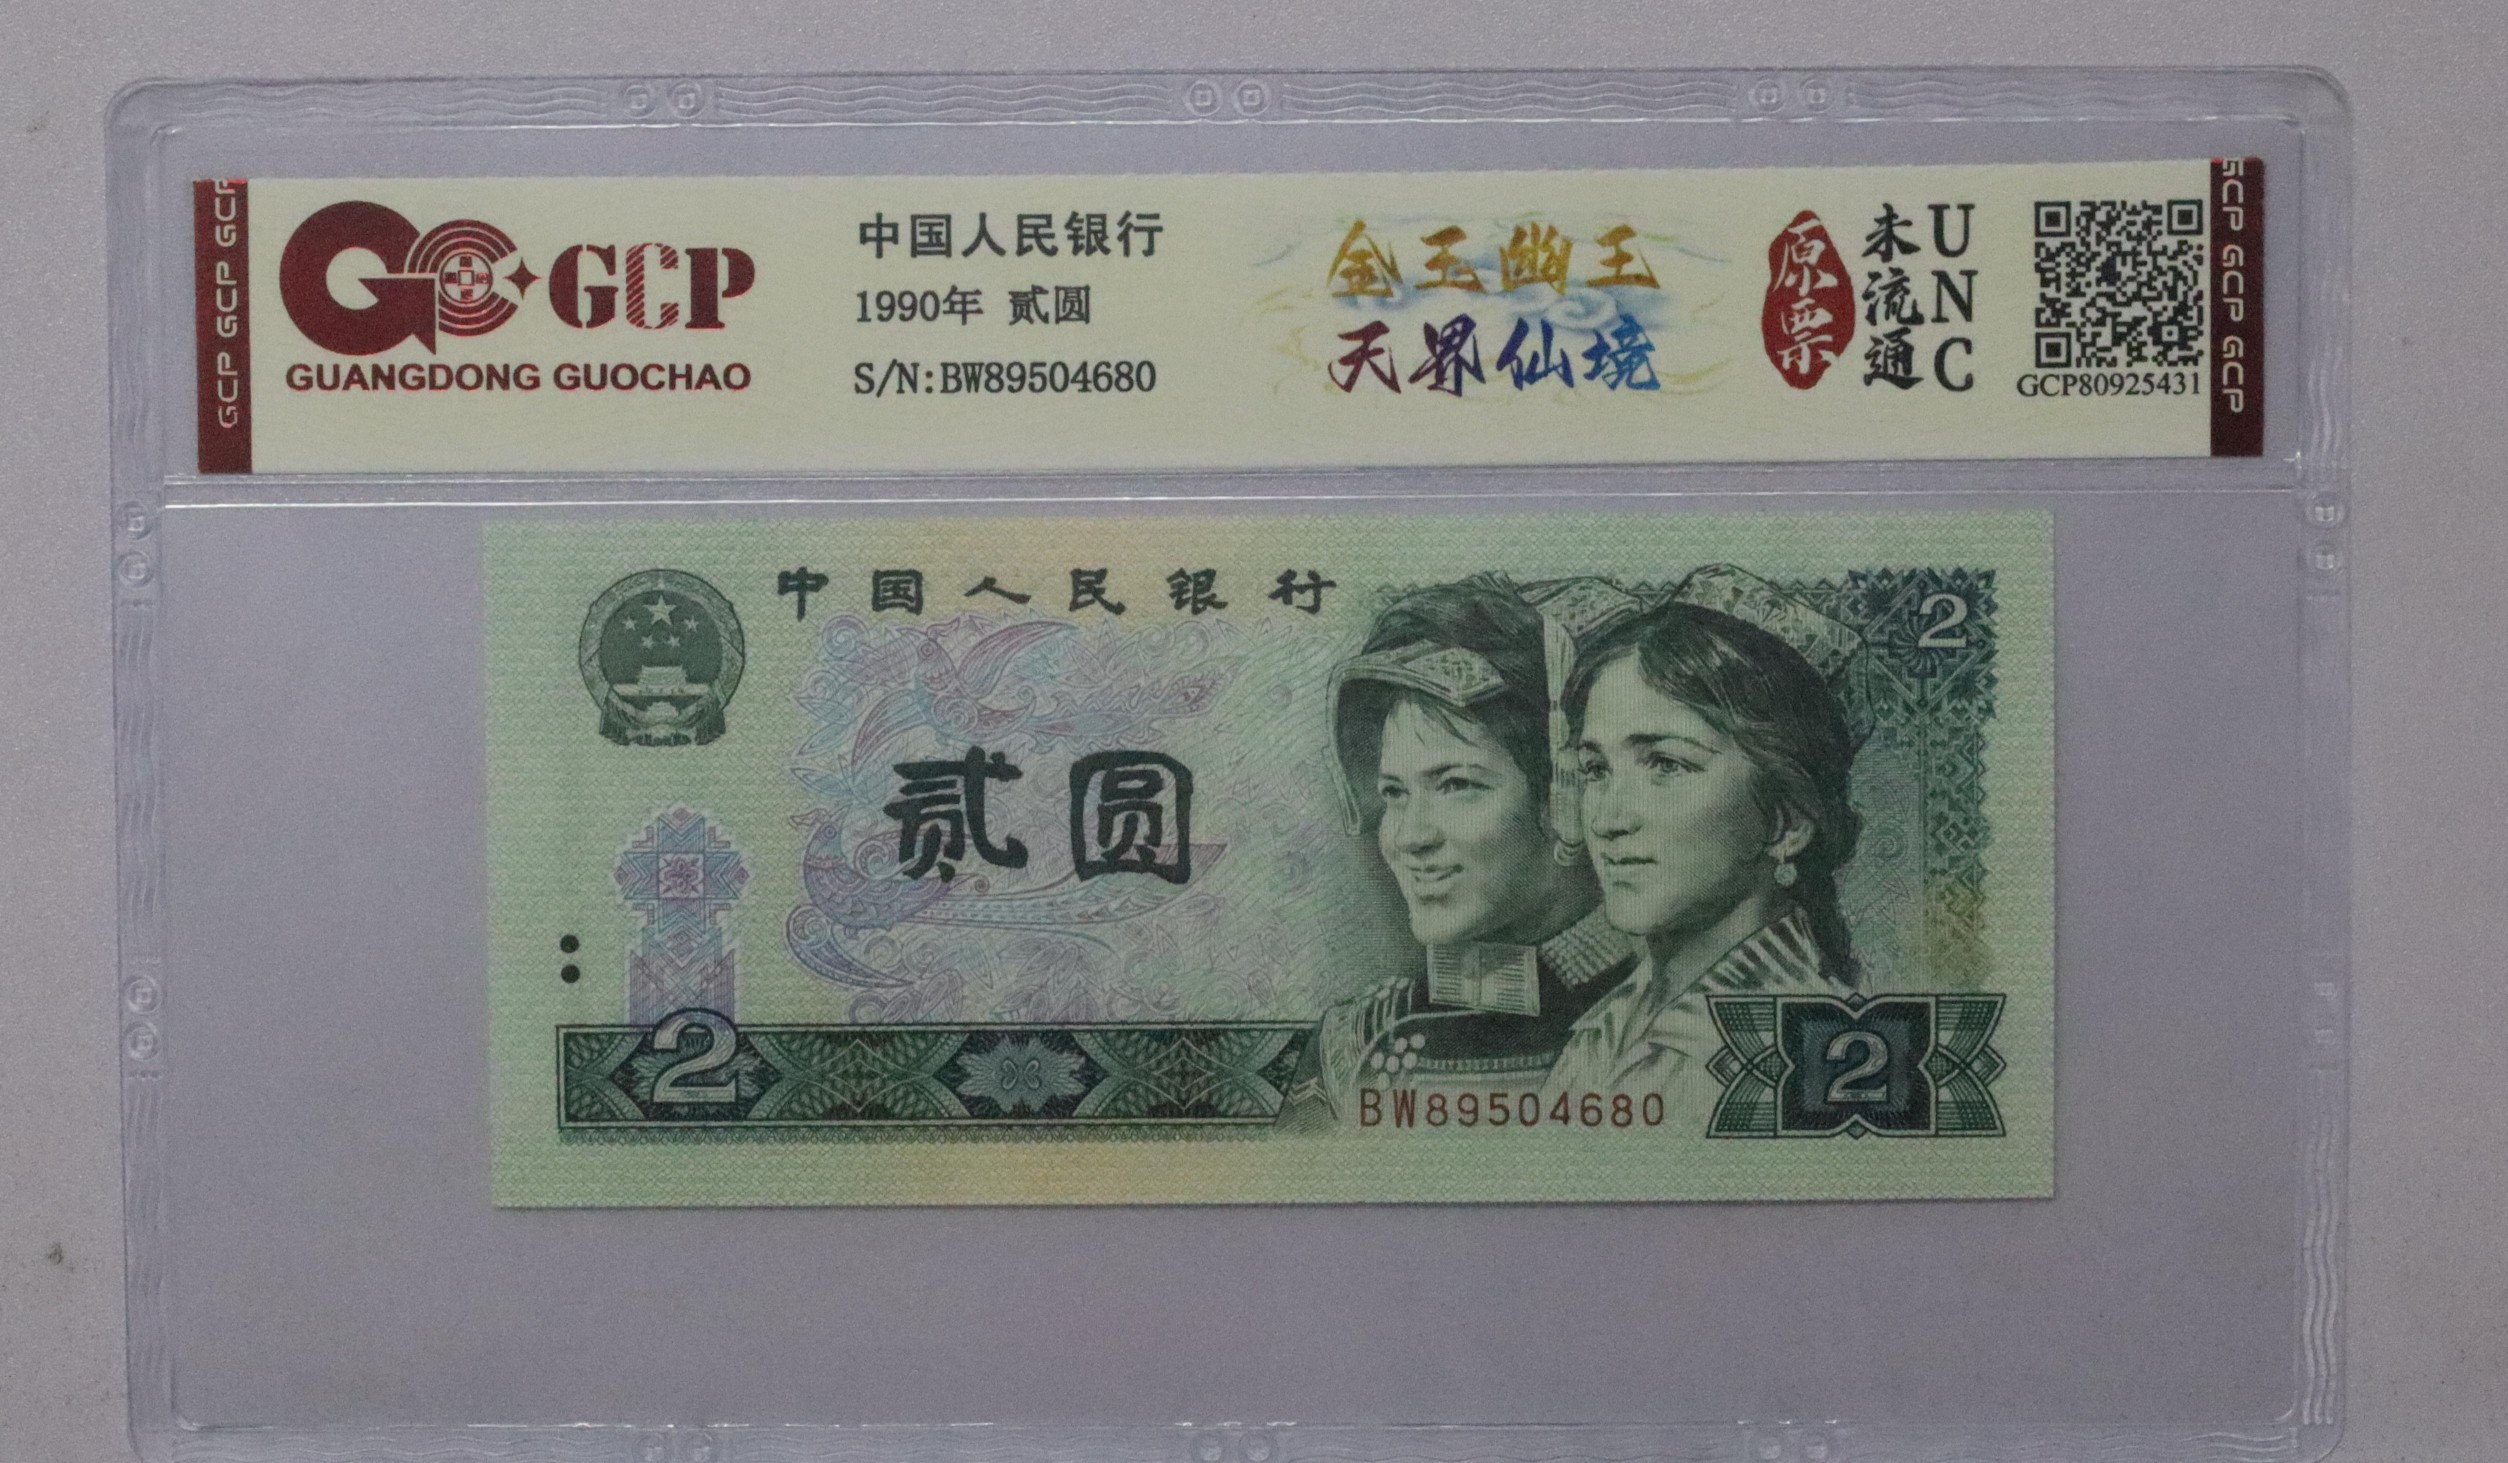 GCP GCP GCP
GCP
GUANGDONG GUOCHAO
中国人民银行
1990年 贰圆
S/N:BW89504680
金玉幽王
天界仙境
原票
未流通
UNC
GCP80925431
GCP GCP GCP
中国人民银行
2
贰圆
2
BW89504680
2